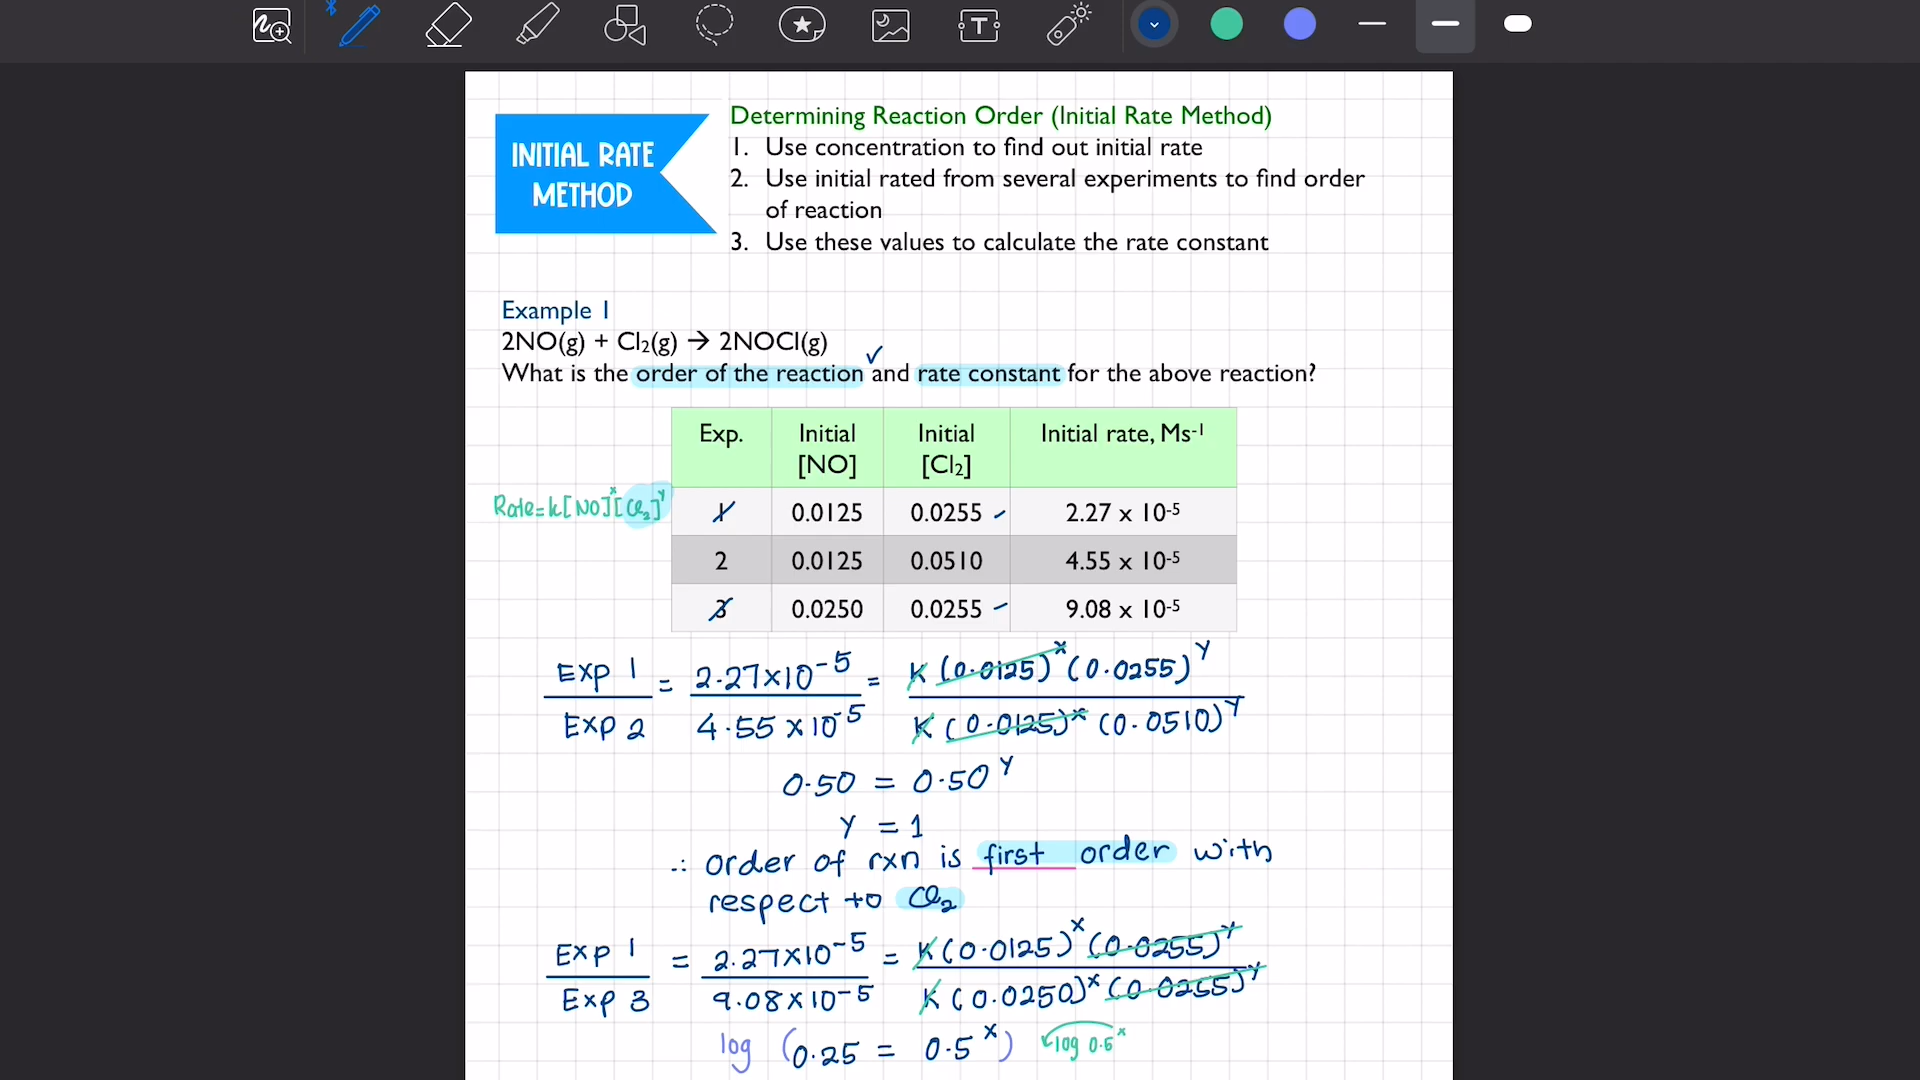 INITIAL RATE
METHOD
Determining Reaction Order (Initial Rate Method)
1. Use concentration to find out initial rate
2. Use initial rated from several experiments to find order
of reaction
3. Use these values to calculate the rate constant
Example 1
2NO(g) + Cl₂(g) → 2NOCl(g)
What is the order of the reaction ✓ and rate constant for the above reaction?
Exp. Initial [NO] Initial [Cl₂] Initial rate, Ms⁻¹
Rate=k[NO]ˣ[Cl₂]ʸ
1 0.0125 0.0255 2.27 x 10⁻⁵
2 0.0125 0.0510 4.55 x 10⁻⁵
3 0.0250 0.0255 9.08 x 10⁻⁵
Exp 1 / Exp 2 = 2.27x10⁻⁵ / 4.55x10⁻⁵ = K(0.0125)ˣ(0.0255)ʸ / K(0.0125)ˣ(0.0510)ʸ
0.50 = 0.50ʸ
Y = 1
∴ order of rxn is first order with
respect to Cl₂
Exp 1 / Exp 3 = 2.27x10⁻⁵ / 9.08x10⁻⁵ = K(0.0125)ˣ(0.0255)ʸ / K(0.0250)ˣ(0.0255)ʸ
log (0.25 = 0.5ˣ) log 0.5ˣ